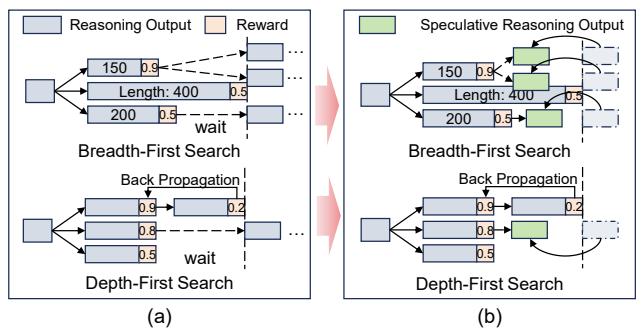 Reasoning Output Reward
150 0.9 ...
Length: 400 0.5
200 0.5 ...
wait
Breadth-First Search
Back Propagation
0.9 0.2
0.8 ...
0.5 wait
Depth-First Search
(a)
Speculative Reasoning Output
150 0.9 ...
Length: 400 0.5
200 0.5
Breadth-First Search
Back Propagation
0.9 0.2
0.8 ...
0.5
Depth-First Search
(b)